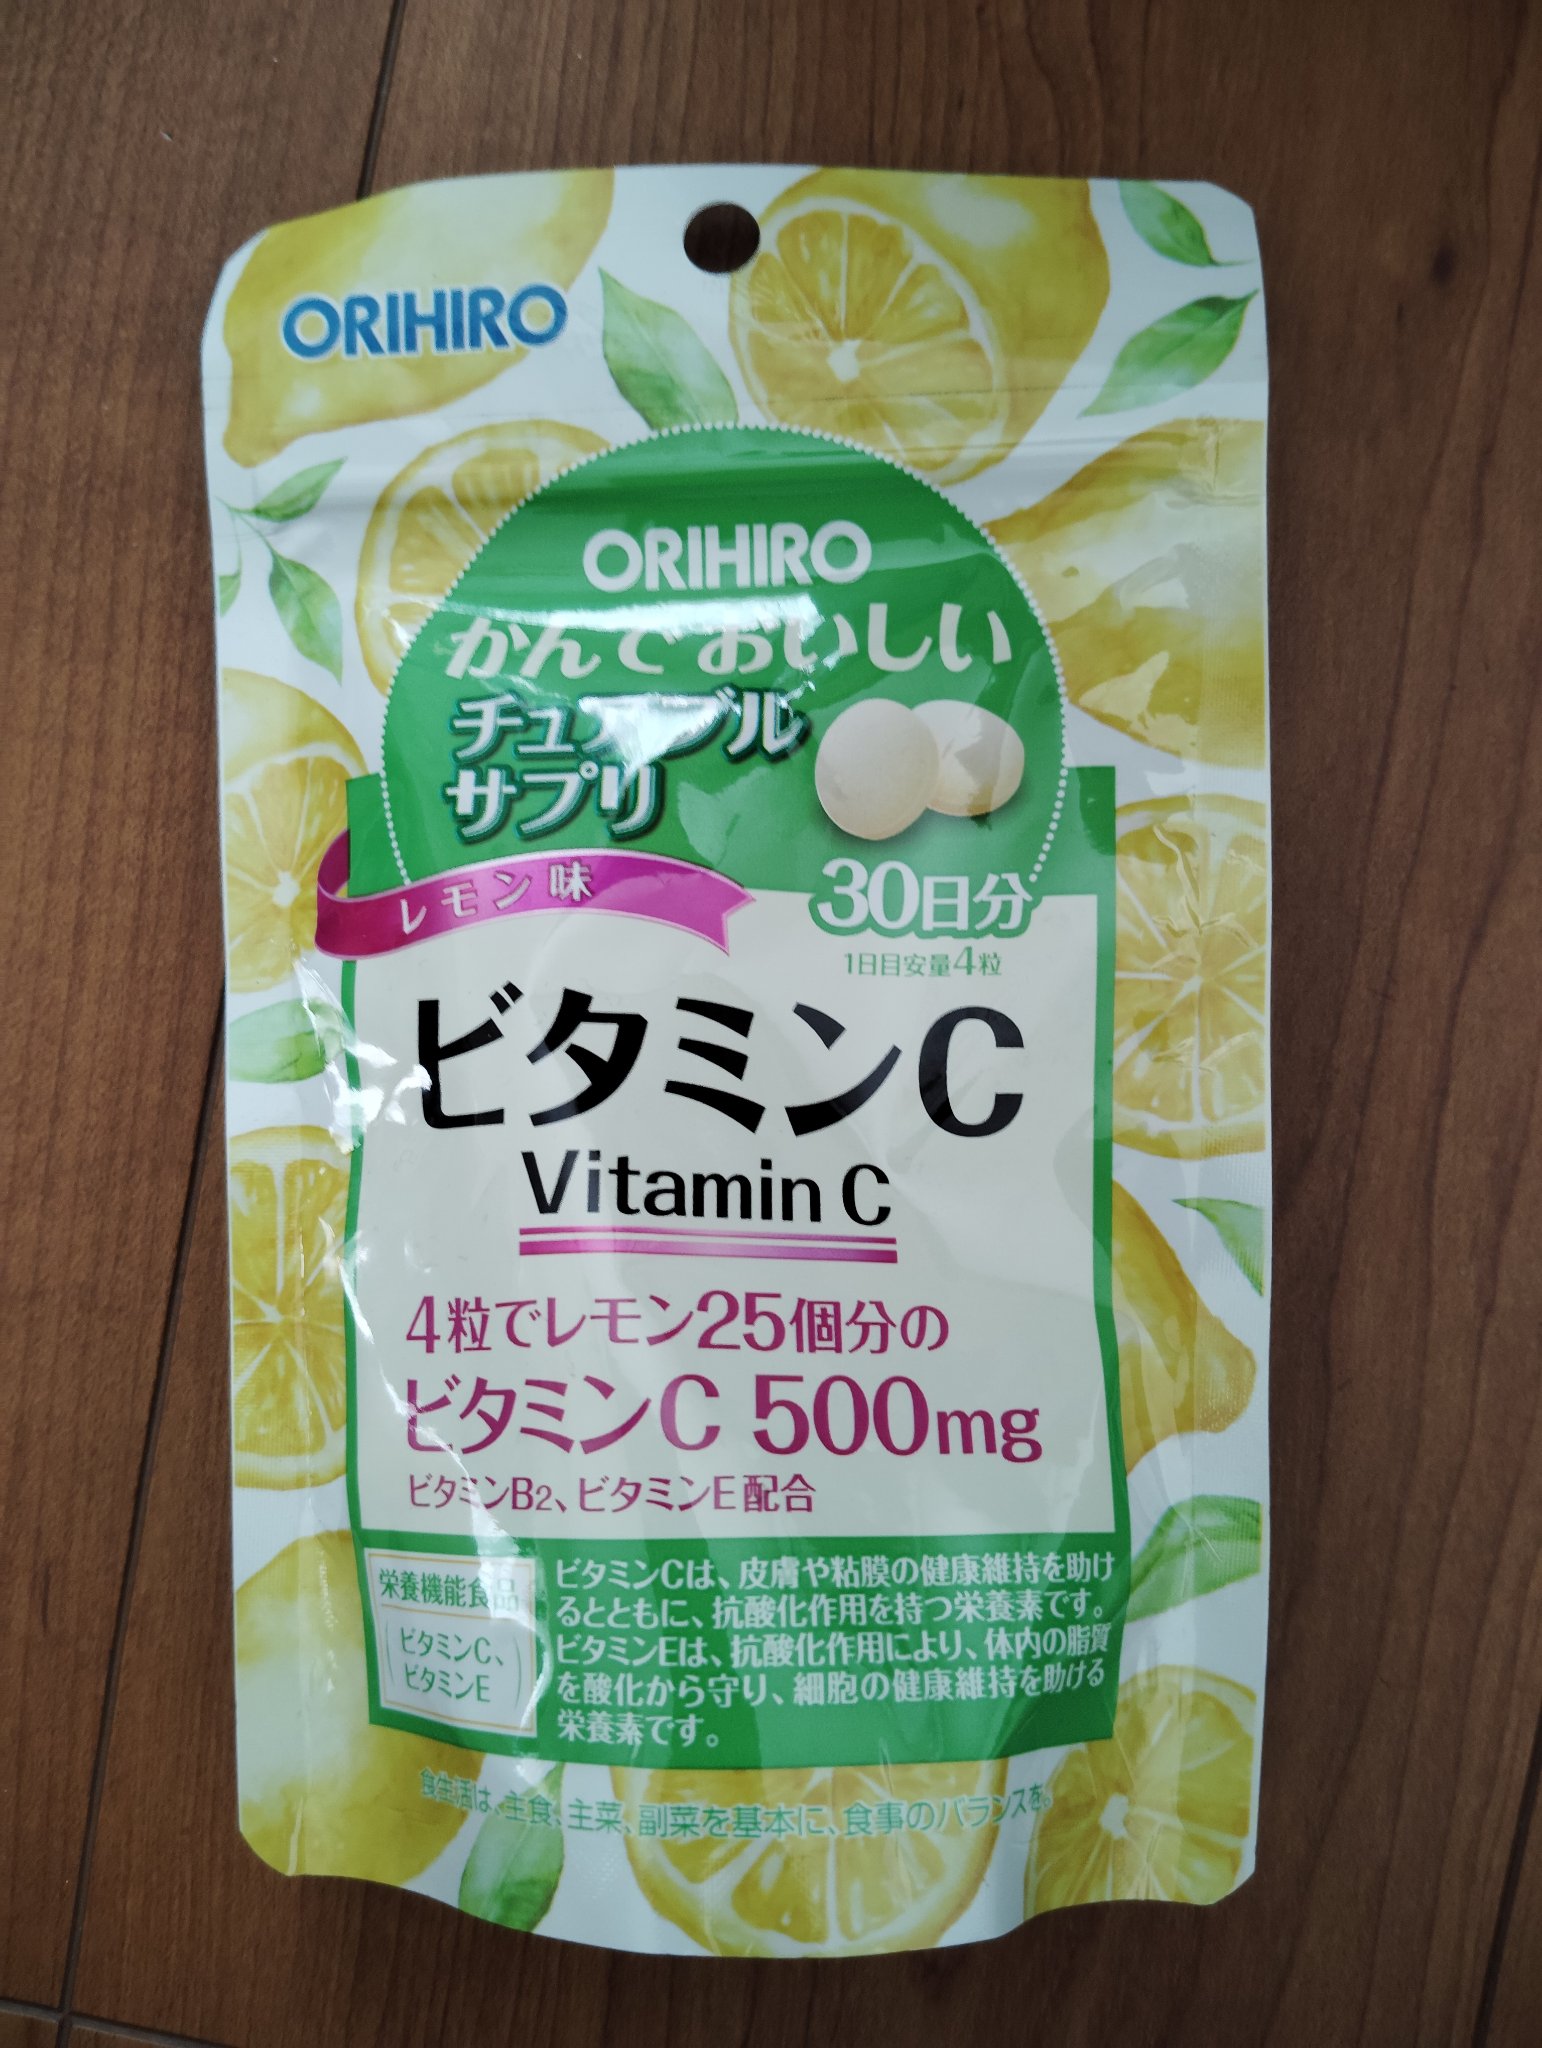 ORIHIRO
ORIHIRO
かんでおいしい
チュアブル
サプリ
レモン味
30日分
1日目安量4粒
ビタミンC
Vitamin C
4粒でレモン25個分の
ビタミンC 500mg
ビタミンB2、ビタミンE配合
栄養機能食品
ビタミンC、
ビタミンE
ビタミンCは、皮膚や粘膜の健康維持を助け
るとともに、抗酸化作用を持つ栄養素です。
ビタミンEは、抗酸化作用により、体内の脂質
を酸化から守り、細胞の健康維持を助ける
栄養素です。
食生活は、主食、主菜、副菜を基本に、食事のバランスを。